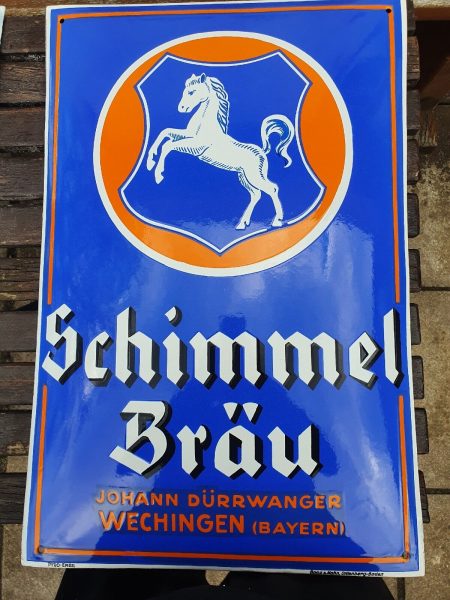 Schimmel
Bräu
JOHANN DÜRRWANGER
WECHINGEN (BAYERN)